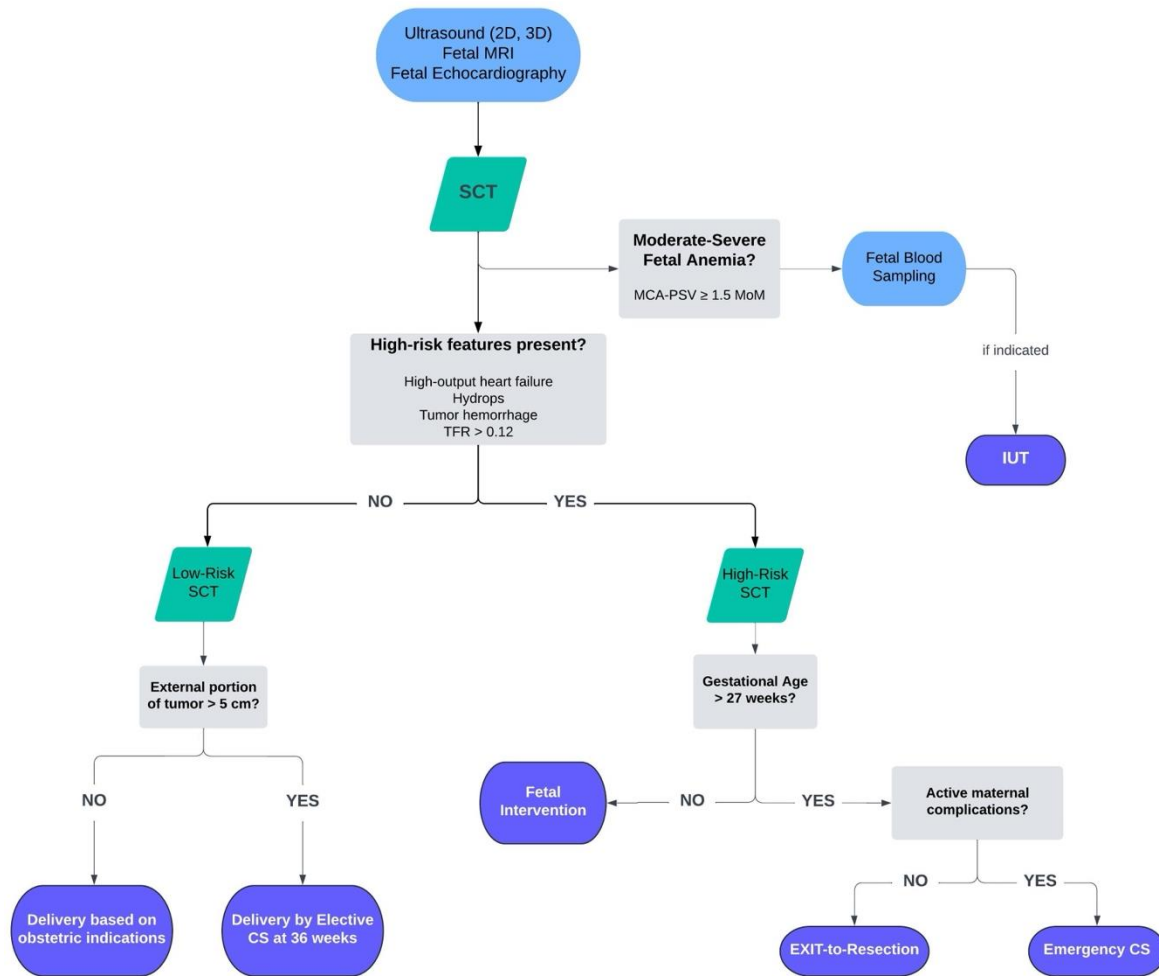 Ultrasound (2D, 3D)
Fetal MRI
Fetal Echocardiography
SCT
Moderate-Severe
Fetal Anemia?
MCA-PSV ≥ 1.5 MoM
Fetal Blood
Sampling
if indicated
IUT
High-risk features present?
High-output heart failure
Hydrops
Tumor hemorrhage
TFR > 0.12
NO
YES
Low-Risk
SCT
High-Risk
SCT
External portion
of tumor > 5 cm?
Gestational Age
> 27 weeks?
NO
YES
Fetal
Intervention
NO
YES
Active maternal
complications?
NO
YES
Delivery based on
obstetric indications
Delivery by Elective
CS at 36 weeks
EXIT-to-Resection
Emergency CS